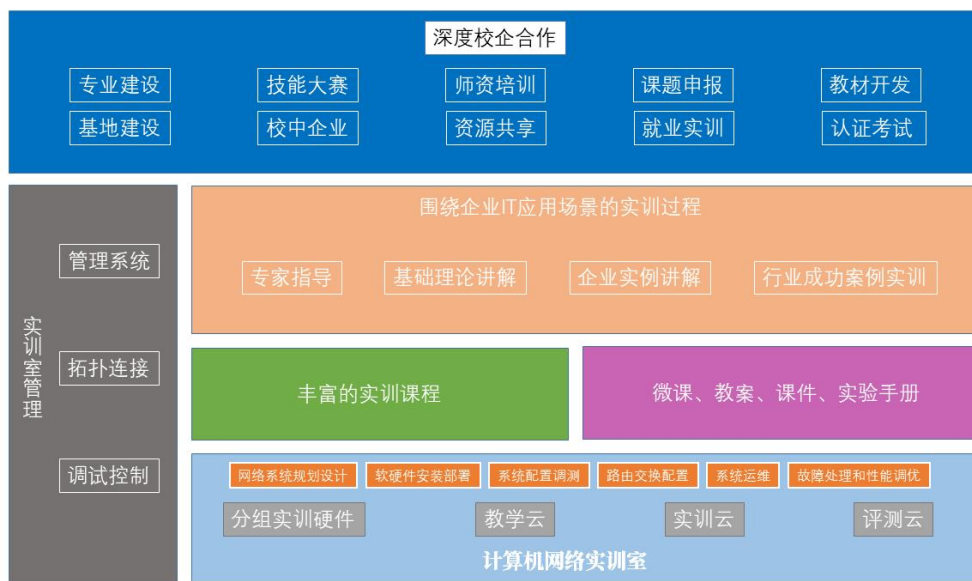 深度校企合作
专业建设 技能大赛 师资培训 课题申报 教材开发
基地建设 校中企业 资源共享 就业实训 认证考试
实训室管理
管理系统
拓扑连接
调试控制
围绕企业IT应用场景的实训过程
专家指导 基础理论讲解 企业实例讲解 行业成功案例实训
丰富的实训课程
微课、教案、课件、实验手册
网络系统规划设计 软硬件安装部署 系统配置调测 路由交换配置 系统运维 故障处理和性能调优
分组实训硬件 教学云 实训云 评测云
计算机网络实训室